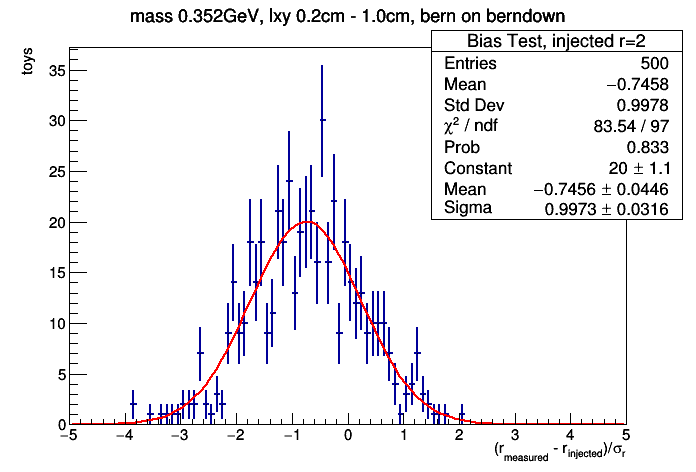 mass 0.352GeV, lxy 0.2cm - 1.0cm, bern on berndown
Bias Test, injected r=2
Entries 500
Mean −0.7458
Std Dev 0.9978
χ² / ndf 83.54 / 97
Prob 0.833
Constant 20 ± 1.1
Mean −0.7456 ± 0.0446
Sigma 0.9973 ± 0.0316
toys
35
30
25
20
15
10
5
0
−5 −4 −3 −2 −1 0 1 2 3 4 5
(r_measured - r_injected)/σ_r